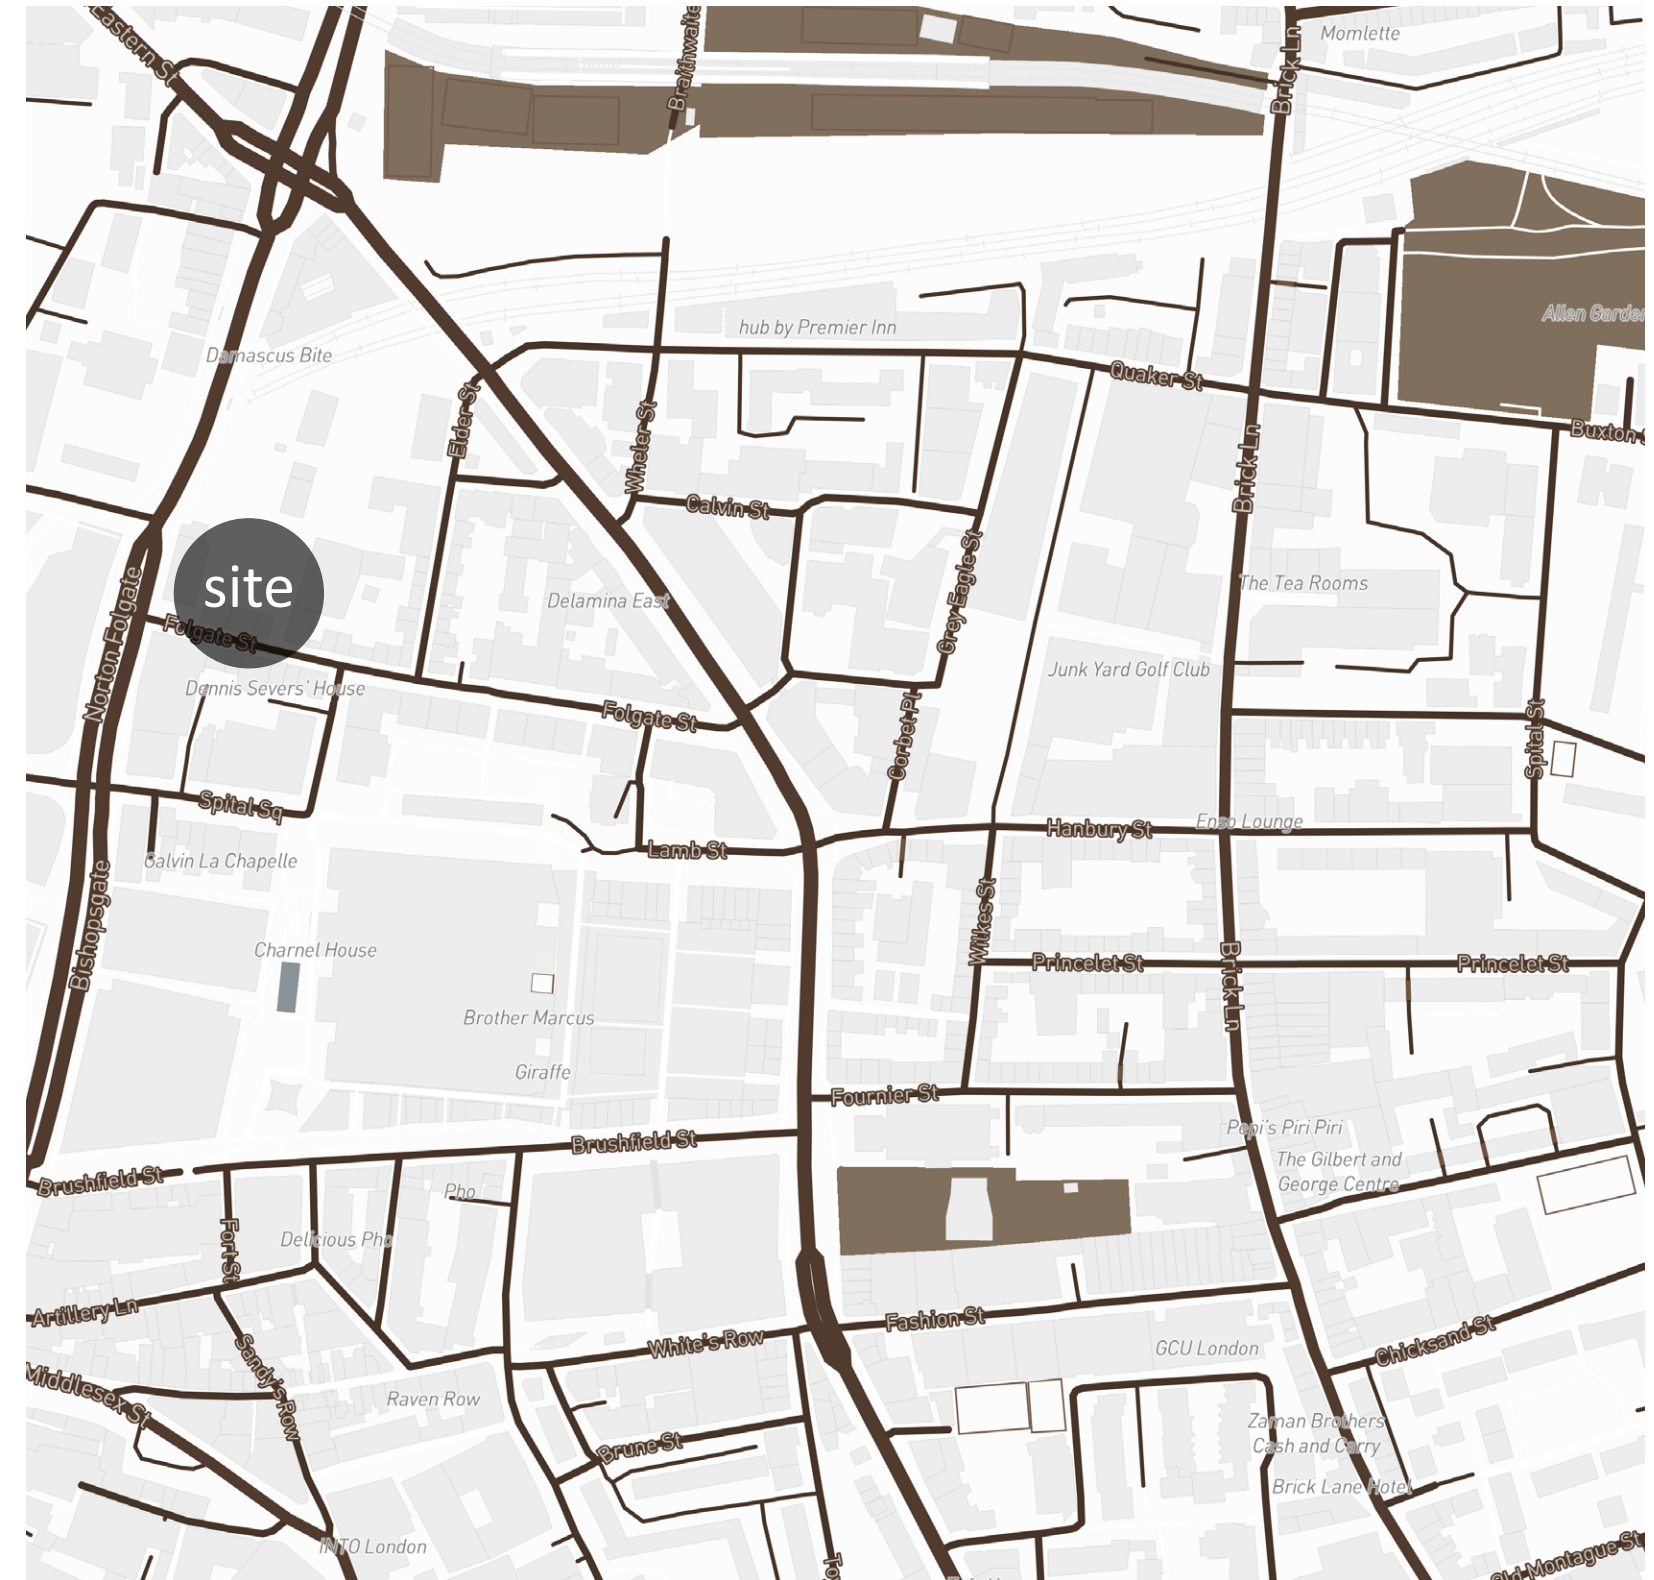 Eastern St
Braithwaite
Brick Ln
Momlette
Allen Garden
hub by Premier Inn
Damascus Bite
Quaker St
Elder St
Wheler St
Brick Ln
Buxton S
Calvin St
site
Norton Folgate
Folgate St
Delamina East
Grey Eagle St
The Tea Rooms
Junk Yard Golf Club
Dennis Severs' House
Folgate St
Corbet Pl
Spital St
Spital Sq
Lamb St
Hanbury St
Enso Lounge
Galvin La Chapelle
Bishopsgate
Charnel House
Wilkes St
Princelet St
Brick Ln
Princelet St
Brother Marcus
Giraffe
Fournier St
Pepi's Piri Piri
Brushfield St
The Gilbert and
George Centre
Brushfield St
Pho
Fort St
Delicious Pho
Artillery Ln
White's Row
Fashion St
GCU London
Chicksand St
Middlesex St
Sandy's Row
Raven Row
Brune St
Zaman Brothers
Cash and Carry
Brick Lane Hotel
INTO London
Old Montague St